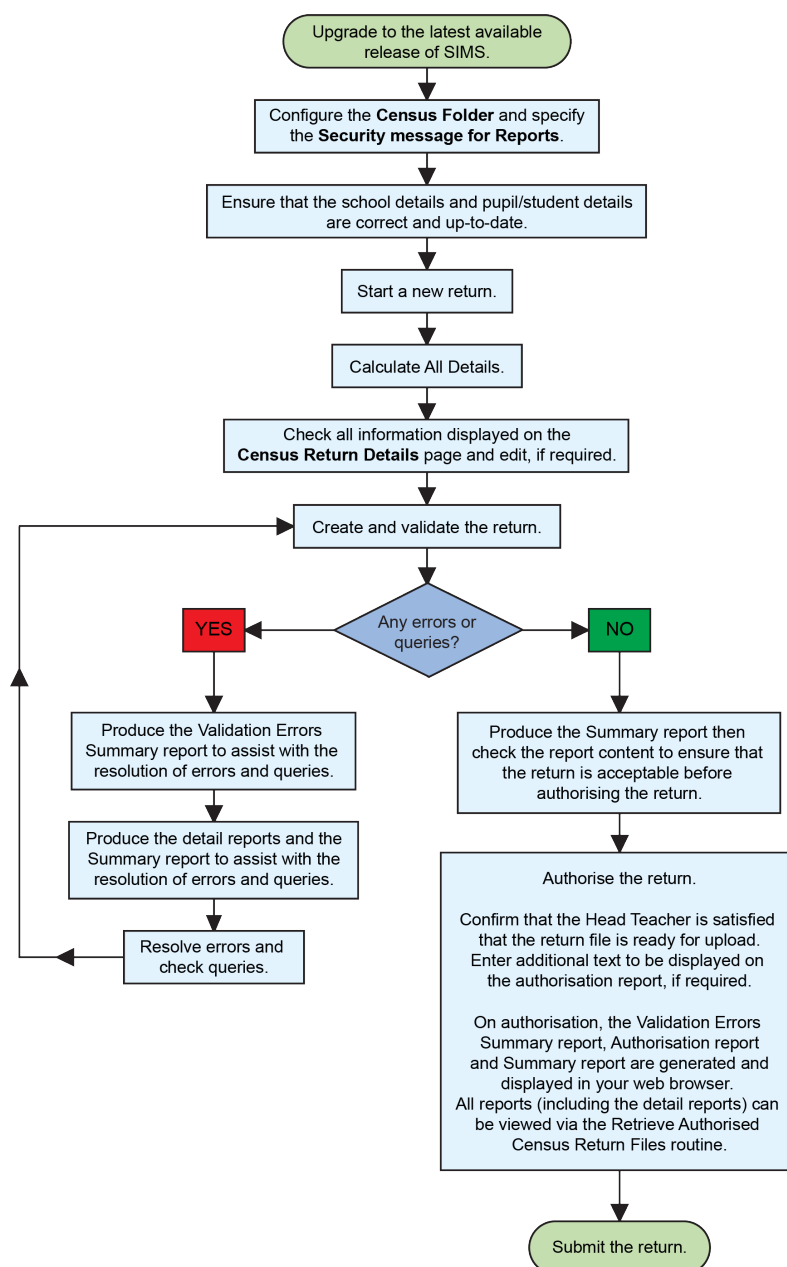 Upgrade to the latest available
release of SIMS.
Configure the Census Folder and specify
the Security message for Reports.
Ensure that the school details and pupil/student details
are correct and up-to-date.
Start a new return.
Calculate All Details.
Check all information displayed on the
Census Return Details page and edit, if required.
Create and validate the return.
Any errors or
queries?
YES
NO
Produce the Validation Errors
Summary report to assist with the
resolution of errors and queries.
Produce the detail reports and the
Summary report to assist with the
resolution of errors and queries.
Resolve errors and
check queries.
Produce the Summary report then
check the report content to ensure that
the return is acceptable before
authorising the return.
Authorise the return.
Confirm that the Head Teacher is satisfied
that the return file is ready for upload.
Enter additional text to be displayed on
the authorisation report, if required.
On authorisation, the Validation Errors
Summary report, Authorisation report
and Summary report are generated and
displayed in your web browser.
All reports (including the detail reports) can
be viewed via the Retrieve Authorised
Census Return Files routine.
Submit the return.